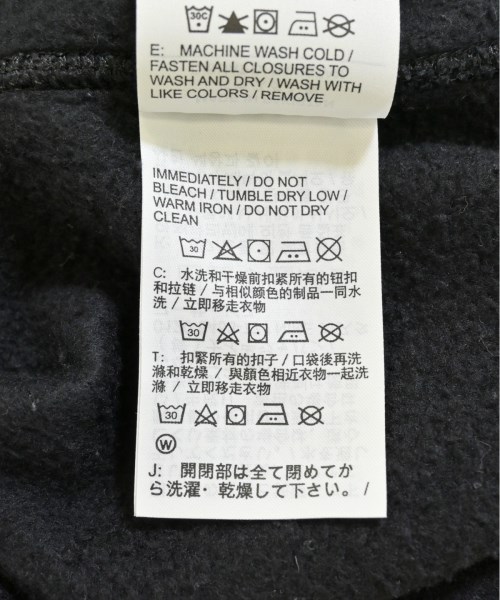 30C
E: MACHINE WASH COLD /
FASTEN ALL CLOSURES TO
WASH AND DRY / WASH WITH
LIKE COLORS / REMOVE
IMMEDIATELY / DO NOT
BLEACH / TUMBLE DRY LOW /
WARM IRON / DO NOT DRY
CLEAN
30
C: 水洗和干燥前扣紧所有的钮扣
和拉链 / 与相似颜色的制品一同水
洗 / 立即移走衣物
30
T: 扣緊所有的扣子 / 口袋後再洗
滌和乾燥 / 與顏色相近衣物一起洗
滌 / 立即移走衣物
30
W
J: 開閉部は全て閉めてか
ら洗濯・乾燥して下さい。 /